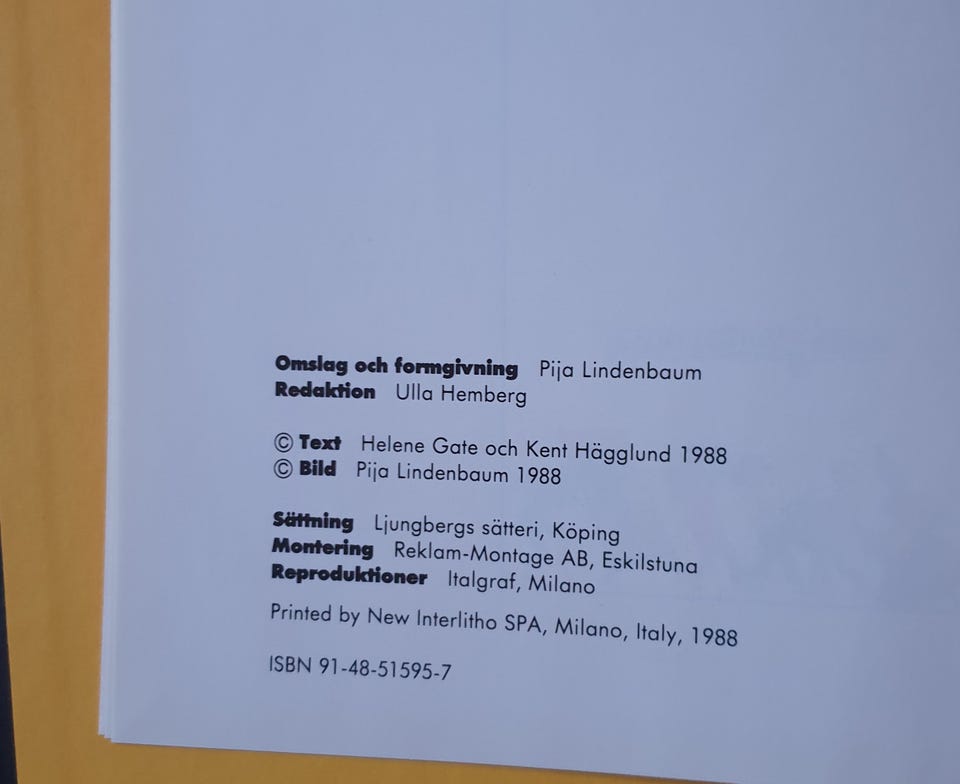 Omslag och formgivning Pija Lindenbaum
Redaktion Ulla Hemberg
© Text Helene Gate och Kent Hägglund 1988
© Bild Pija Lindenbaum 1988
Sättning Ljungbergs sätteri, Köping
Montering Reklam-Montage AB, Eskilstuna
Reproduktioner Italgraf, Milano
Printed by New Interlitho SPA, Milano, Italy, 1988
ISBN 91-48-51595-7